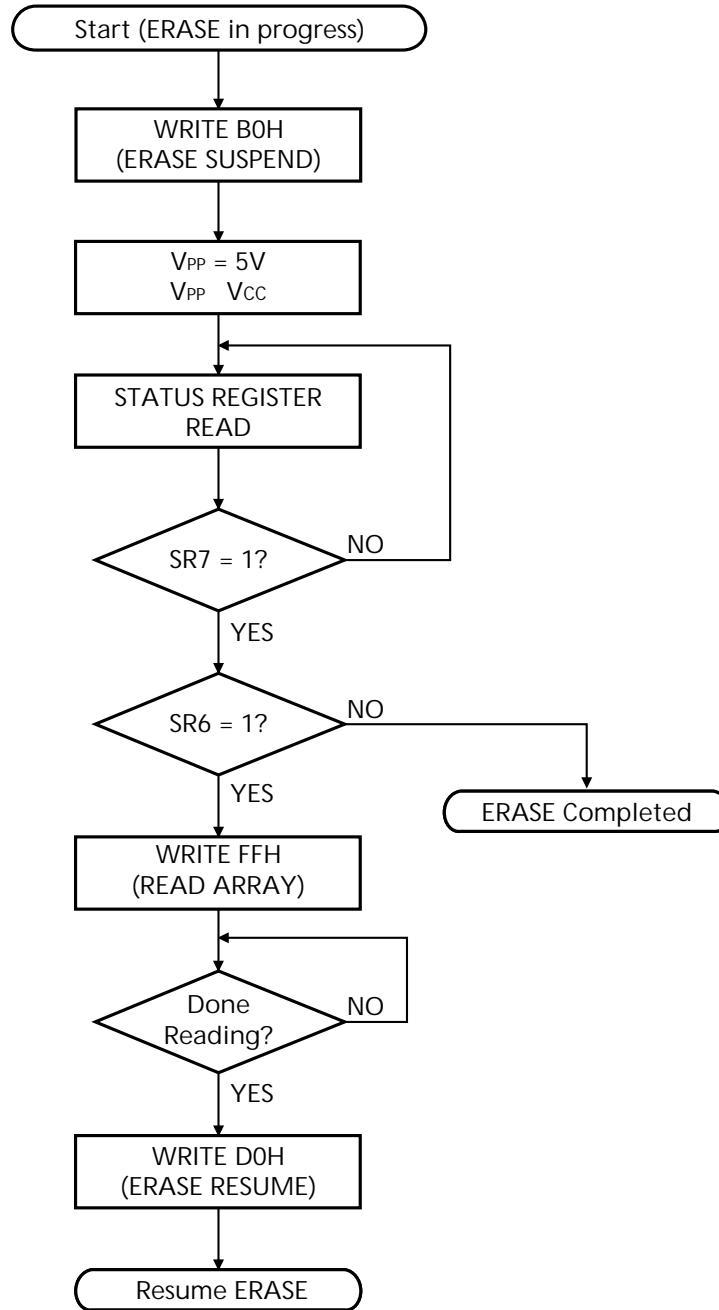 Start (ERASE in progress)
WRITE B0H
(ERASE SUSPEND)
VPP = 5V
VPP VCC
STATUS REGISTER
READ
SR7 = 1?
NO
YES
SR6 = 1?
NO
YES
ERASE Completed
WRITE FFH
(READ ARRAY)
Done
Reading?
NO
YES
WRITE D0H
(ERASE RESUME)
Resume ERASE